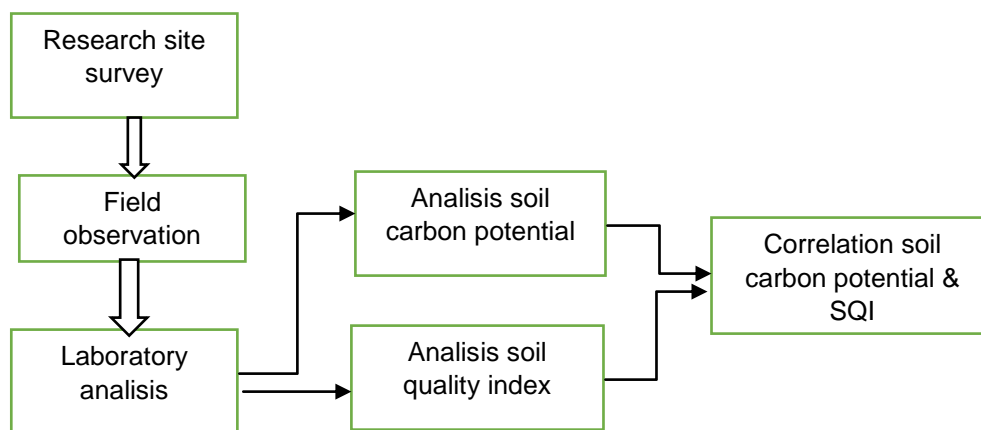 Research site
survey
Field
observation
Laboratory
analisis
Analisis soil
carbon potential
Analisis soil
quality index
Correlation soil
carbon potential &
SQI